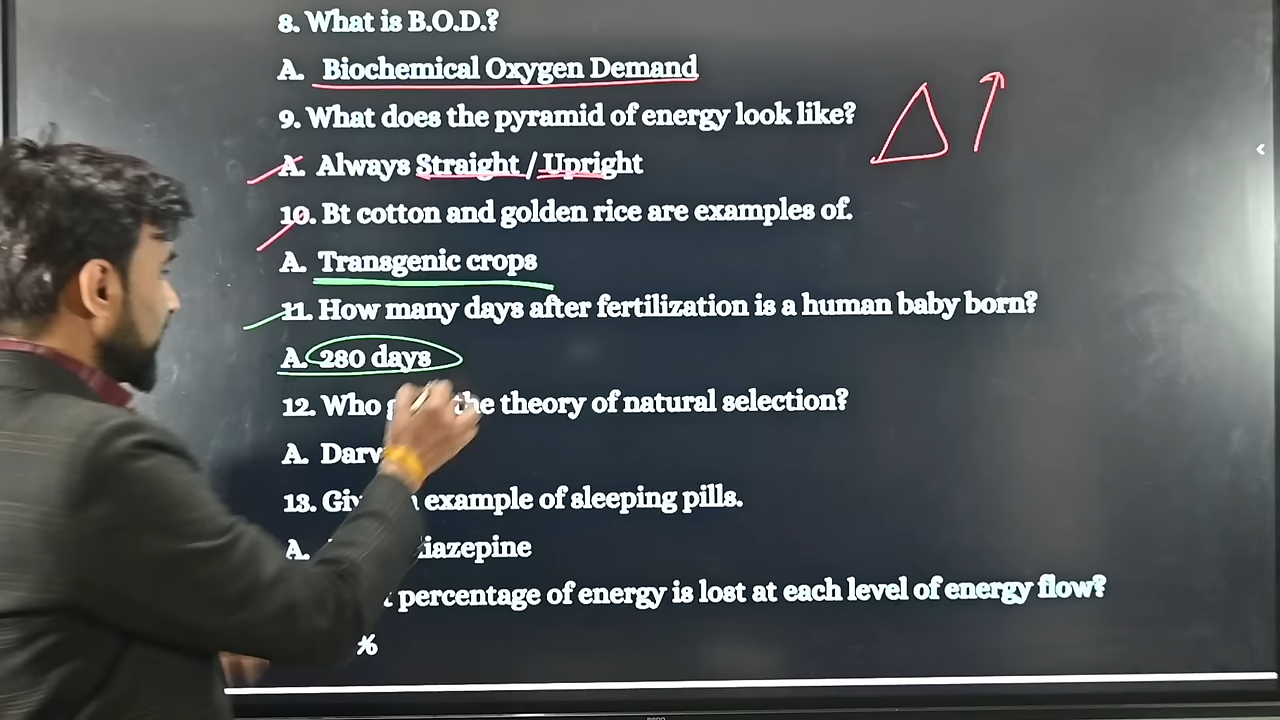 8. What is B.O.D.?
A. Biochemical Oxygen Demand
9. What does the pyramid of energy look like?
A. Always Straight / Upright
10. Bt cotton and golden rice are examples of.
A. Transgenic crops
11. How many days after fertilization is a human baby born?
A. 280 days
12. Who the theory of natural selection?
A.
13. example of sleeping pills.
A.
percentage of energy is lost at each level of energy flow?
%